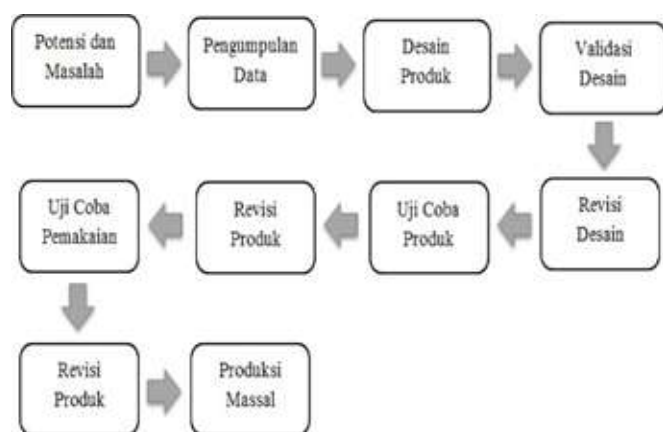 Potensi dan
Masalah
Pengumpulan
Data
Desain
Produk
Validasi
Desain
Revisi
Desain
Uji Coba
Produk
Revisi
Produk
Uji Coba
Pemakaian
Revisi
Produk
Produksi
Massal